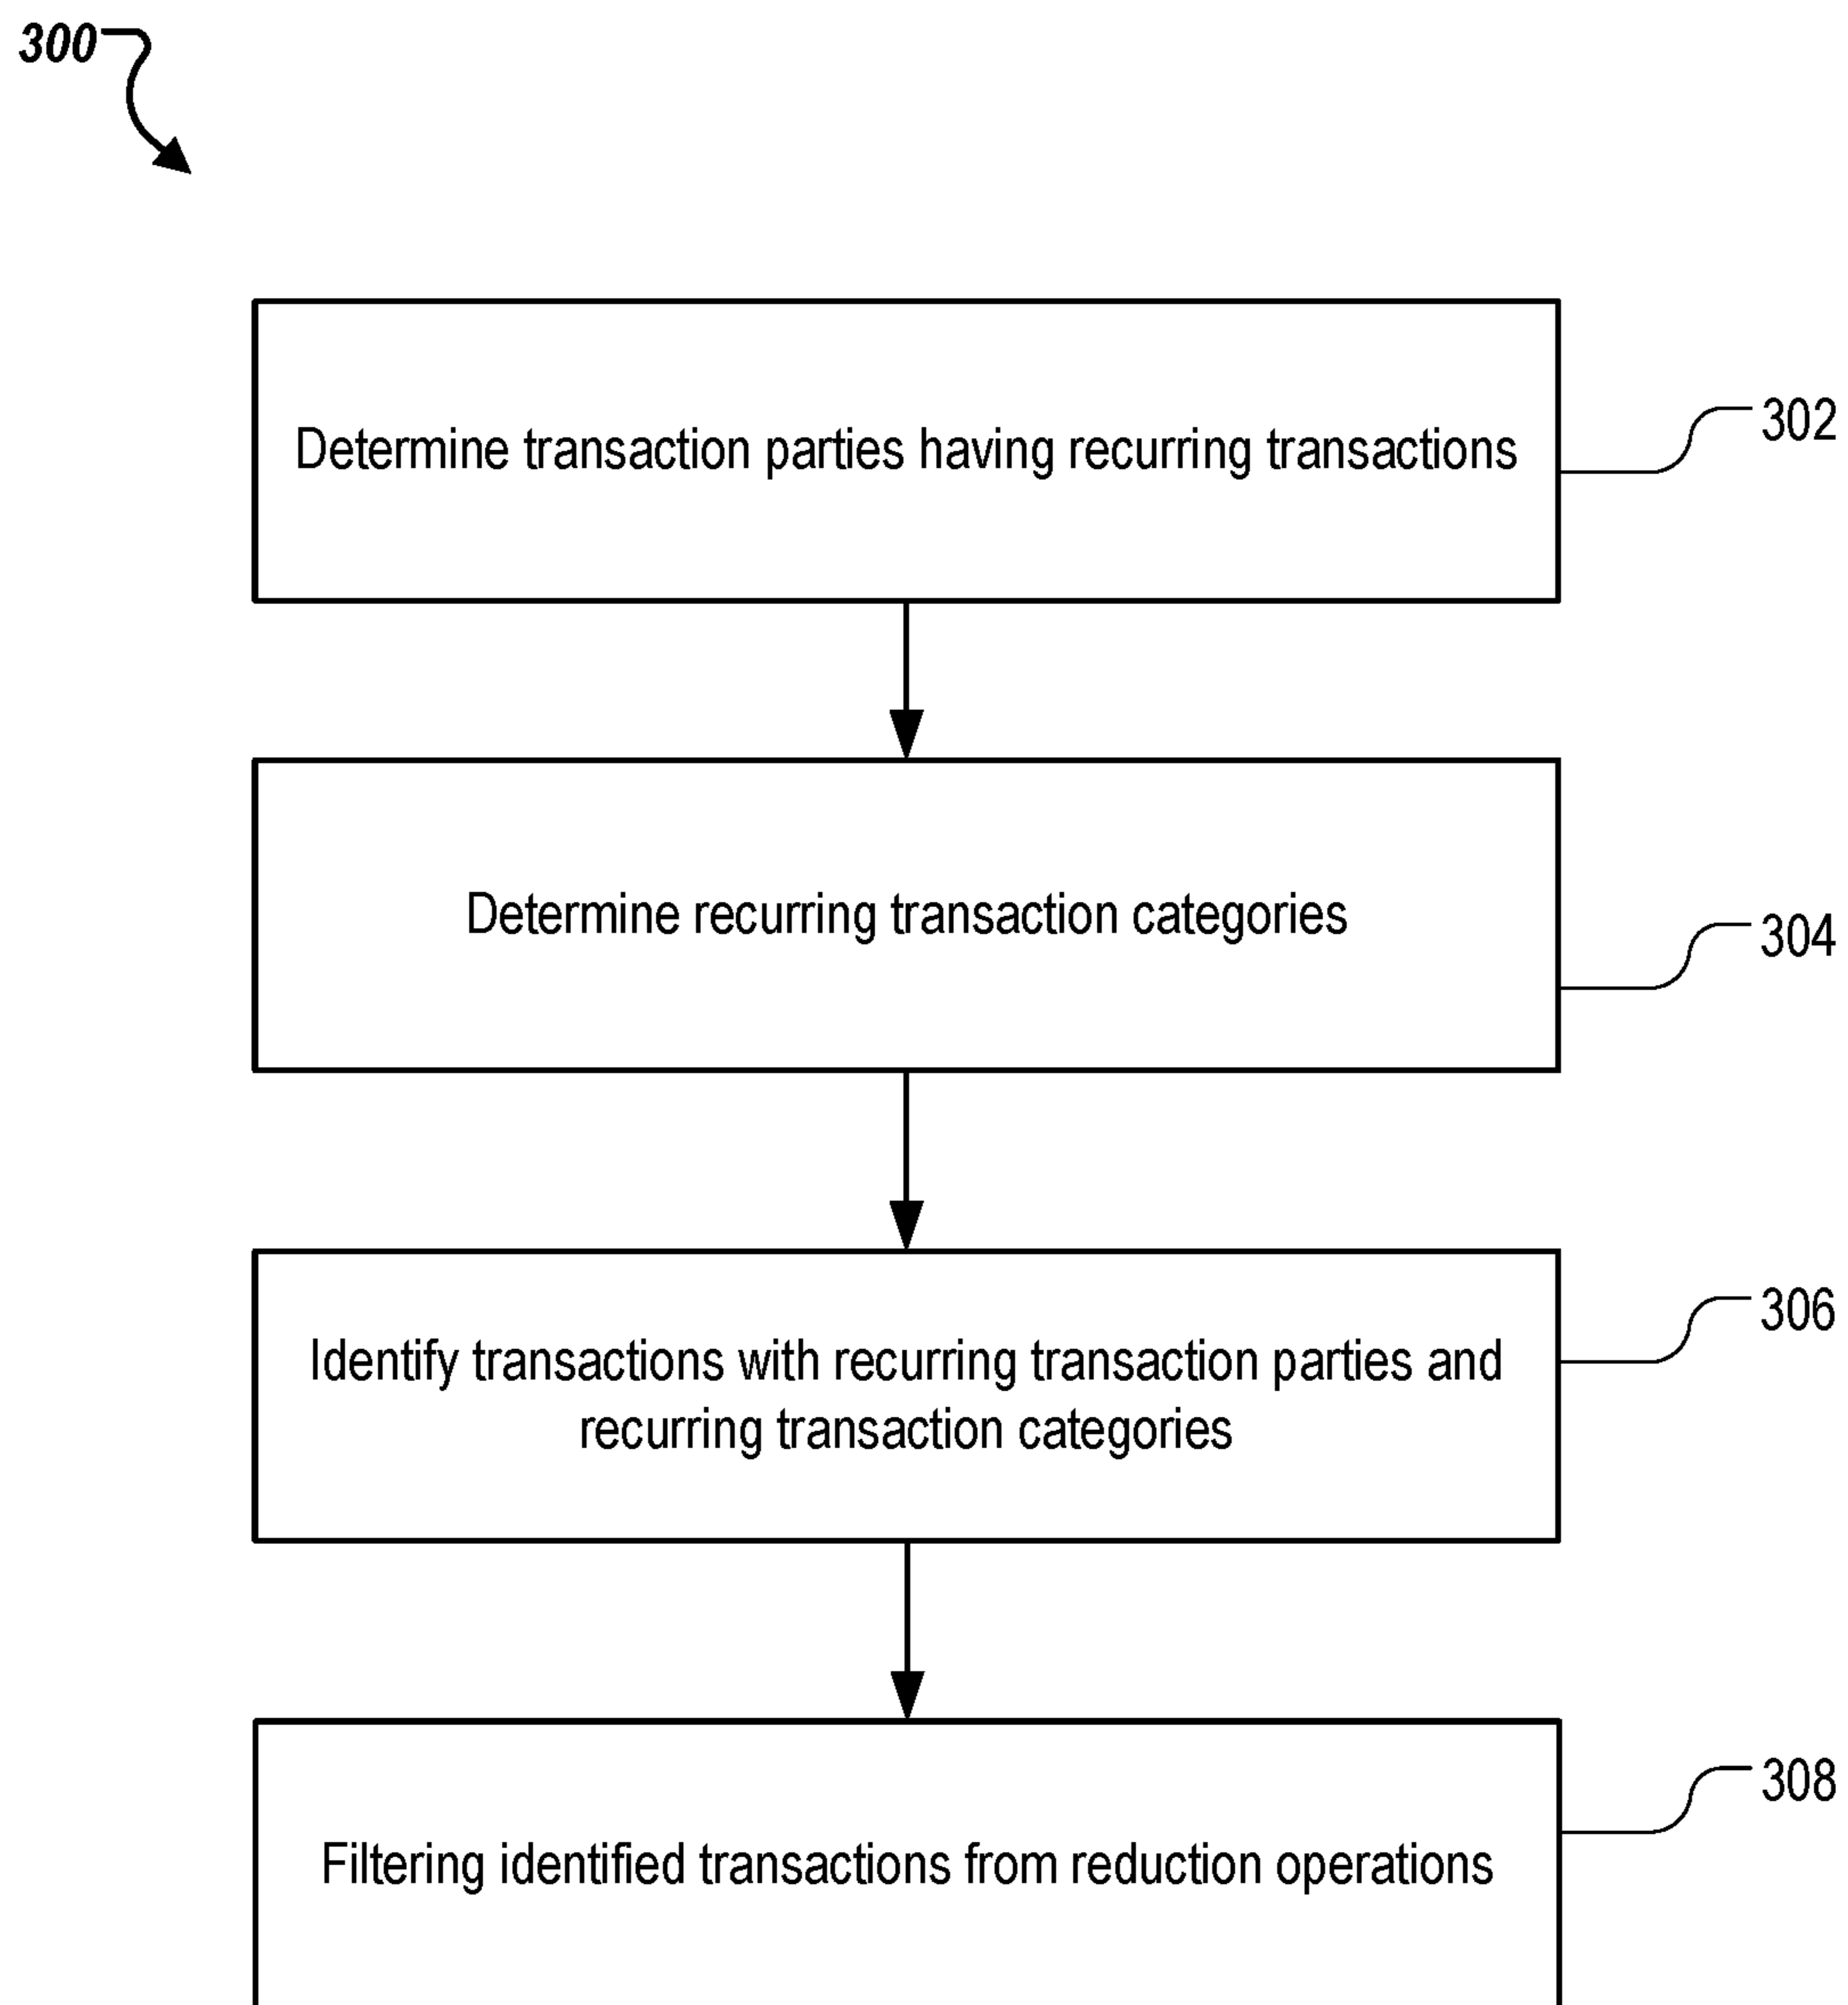 300
Determine transaction parties having recurring transactions
302
Determine recurring transaction categories
304
Identify transactions with recurring transaction parties and
recurring transaction categories
306
Filtering identified transactions from reduction operations
308